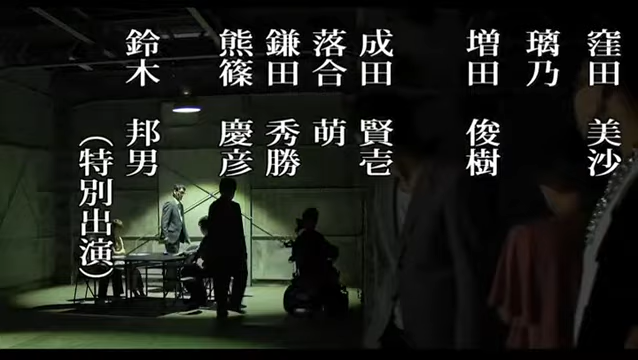 窪田 美沙
璃乃
増田 俊樹
成田 賢壱
落合 萌
鎌田 秀勝
熊篠 慶彦
鈴木 邦男
(特別出演)